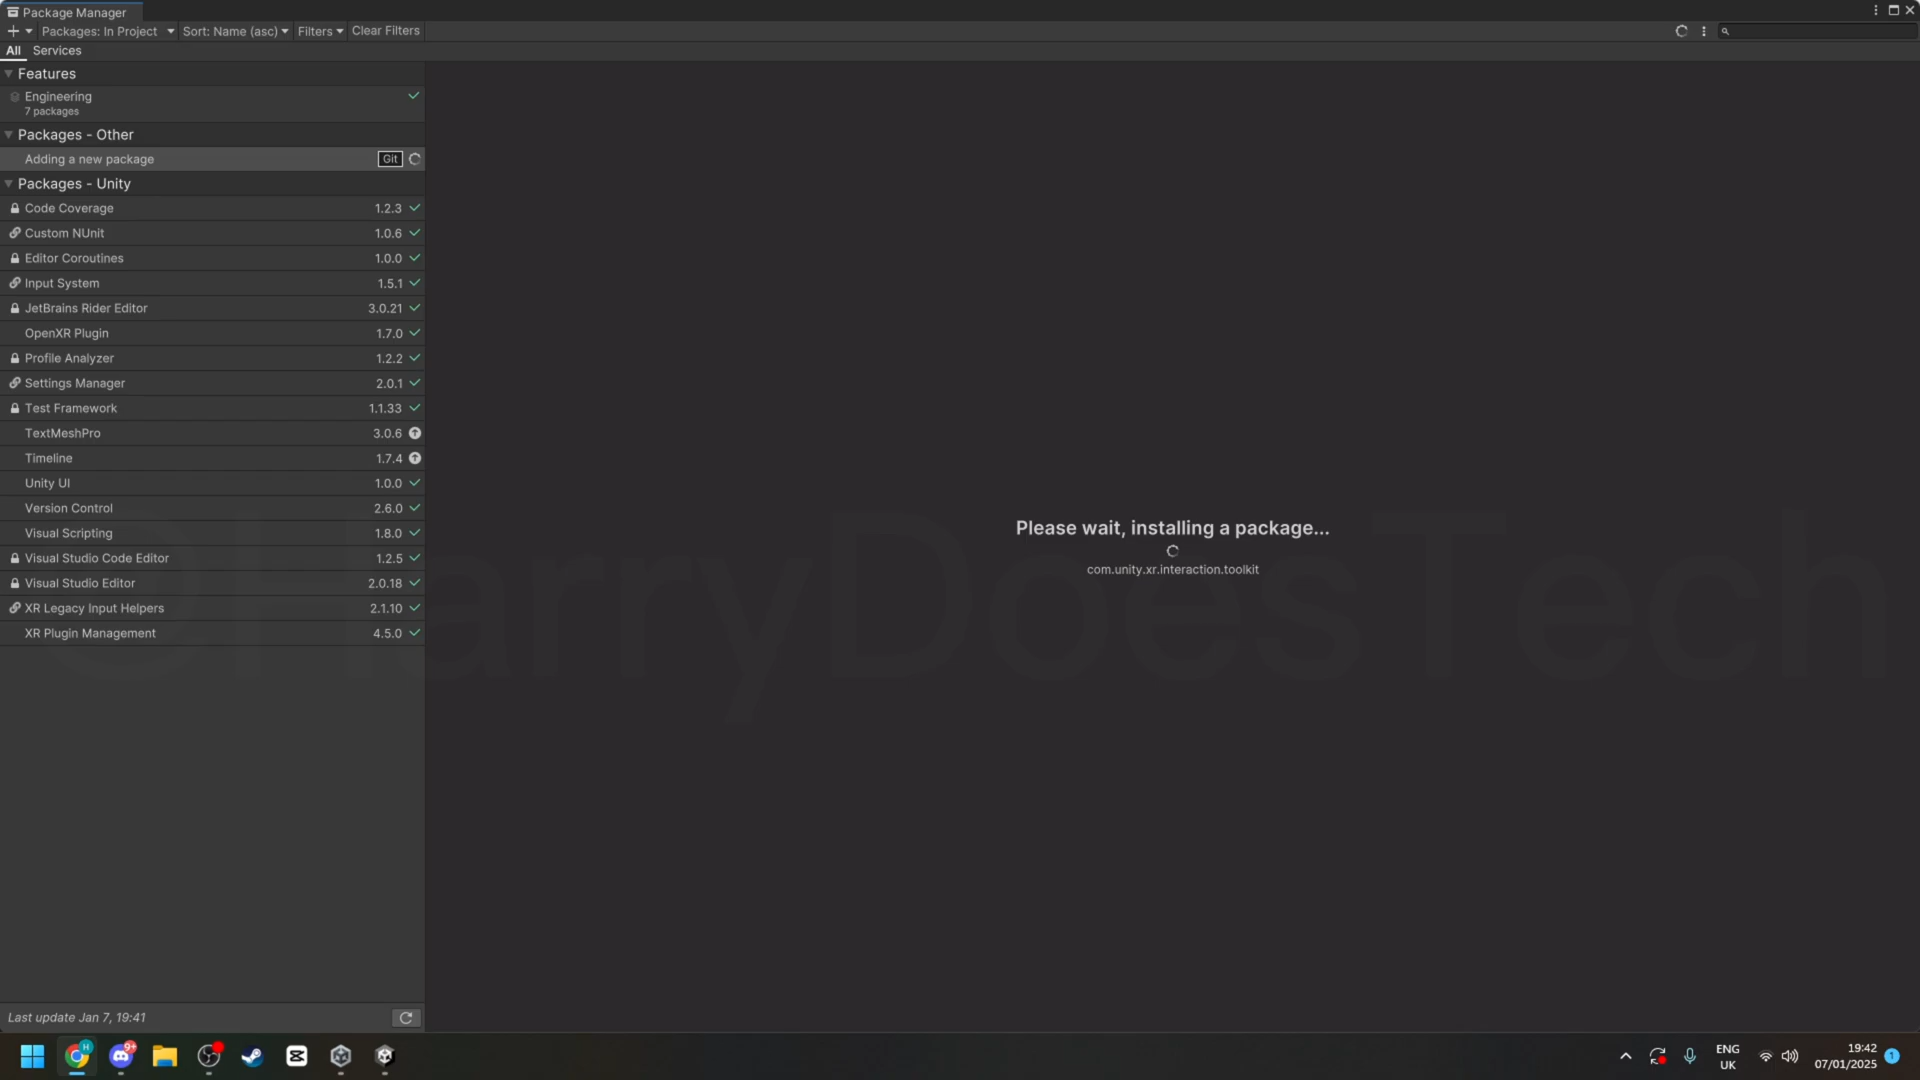 Package Manager
Packages: In Project Sort: Name (asc) Filters Clear Filters
All Services
Features
Engineering
7 packages
Packages - Other
Adding a new package Git
Packages - Unity
Code Coverage 1.2.3
Custom NUnit 1.0.6
Editor Coroutines 1.0.0
Input System 1.5.1
JetBrains Rider Editor 3.0.21
OpenXR Plugin 1.7.0
Profile Analyzer 1.2.2
Settings Manager 2.0.1
Test Framework 1.1.33
TextMeshPro 3.0.6
Timeline 1.7.4
Unity UI 1.0.0
Version Control 2.6.0
Visual Scripting 1.8.0
Visual Studio Code Editor 1.2.5
Visual Studio Editor 2.0.18
XR Legacy Input Helpers 2.1.10
XR Plugin Management 4.5.0
Please wait, installing a package...
com.unity.xr.interaction.toolkit
@HarryDoesTech
Last update Jan 7, 19:41
H
9+
ENG
UK
19:42
07/01/2025
1